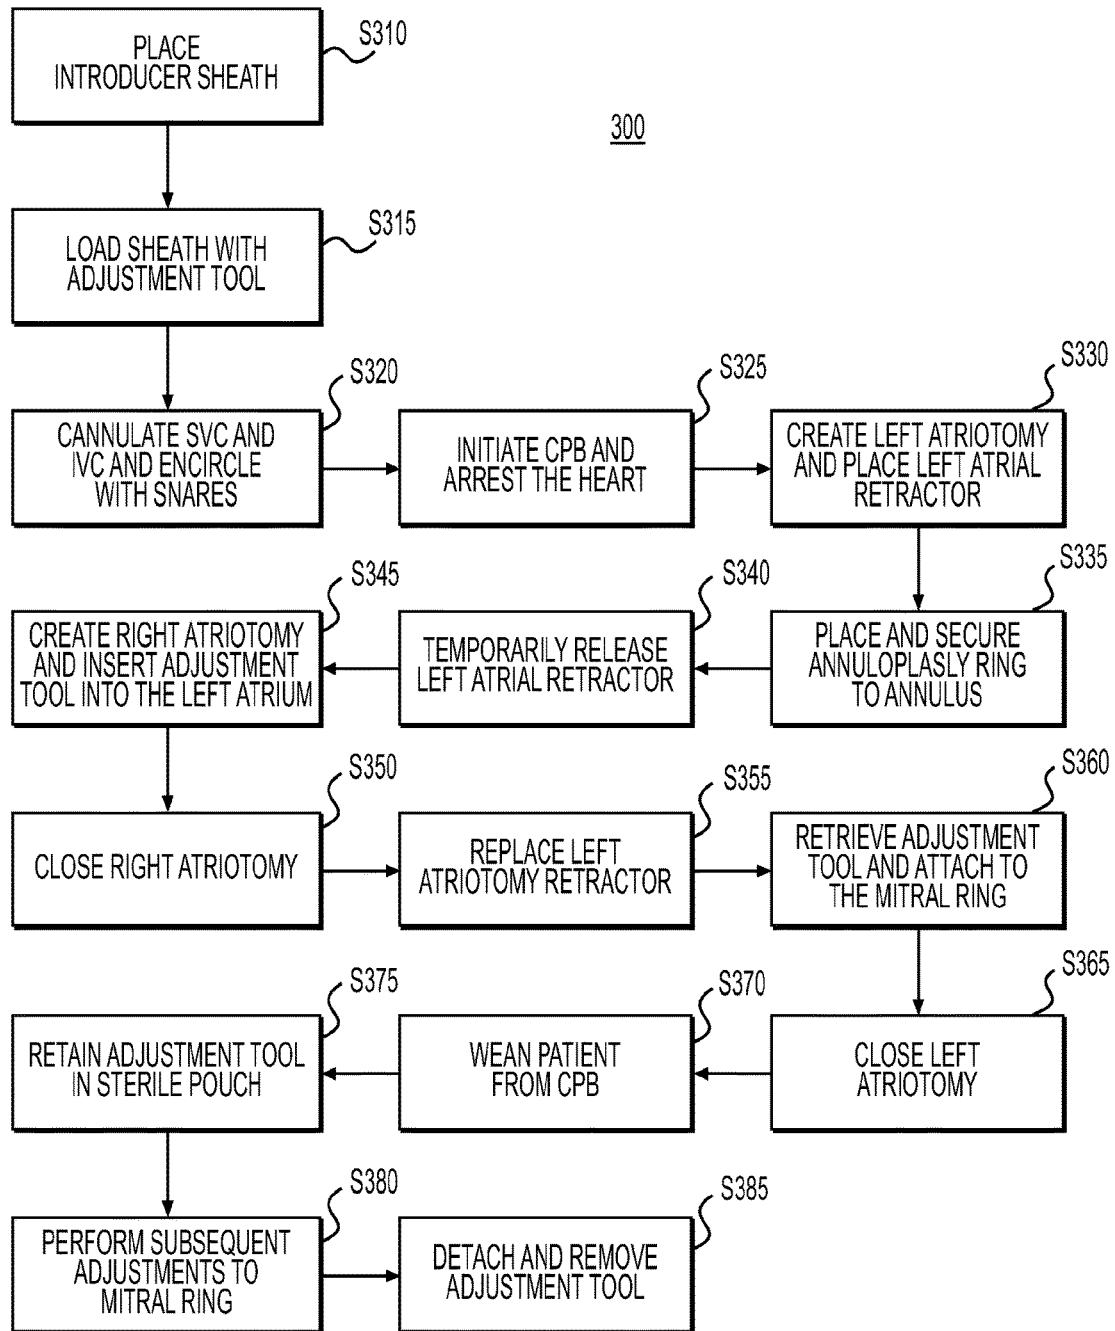 S310
PLACE
INTRODUCER SHEATH
300
S315
LOAD SHEATH WITH
ADJUSTMENT TOOL
S320
CANNULATE SVC AND
IVC AND ENCIRCLE
WITH SNARES
S325
INITIATE CPB AND
ARREST THE HEART
S330
CREATE LEFT ATRIOTOMY
AND PLACE LEFT ATRIAL
RETRACTOR
S335
PLACE AND SECURE
ANNULOPLASLY RING
TO ANNULUS
S340
TEMPORARILY RELEASE
LEFT ATRIAL RETRACTOR
S345
CREATE RIGHT ATRIOTOMY
AND INSERT ADJUSTMENT
TOOL INTO THE LEFT ATRIUM
S350
CLOSE RIGHT ATRIOTOMY
S355
REPLACE LEFT
ATRIOTOMY RETRACTOR
S360
RETRIEVE ADJUSTMENT
TOOL AND ATTACH TO
THE MITRAL RING
S365
CLOSE LEFT
ATRIOTOMY
S370
WEAN PATIENT
FROM CPB
S375
RETAIN ADJUSTMENT TOOL
IN STERILE POUCH
S380
PERFORM SUBSEQUENT
ADJUSTMENTS TO
MITRAL RING
S385
DETACH AND REMOVE
ADJUSTMENT TOOL